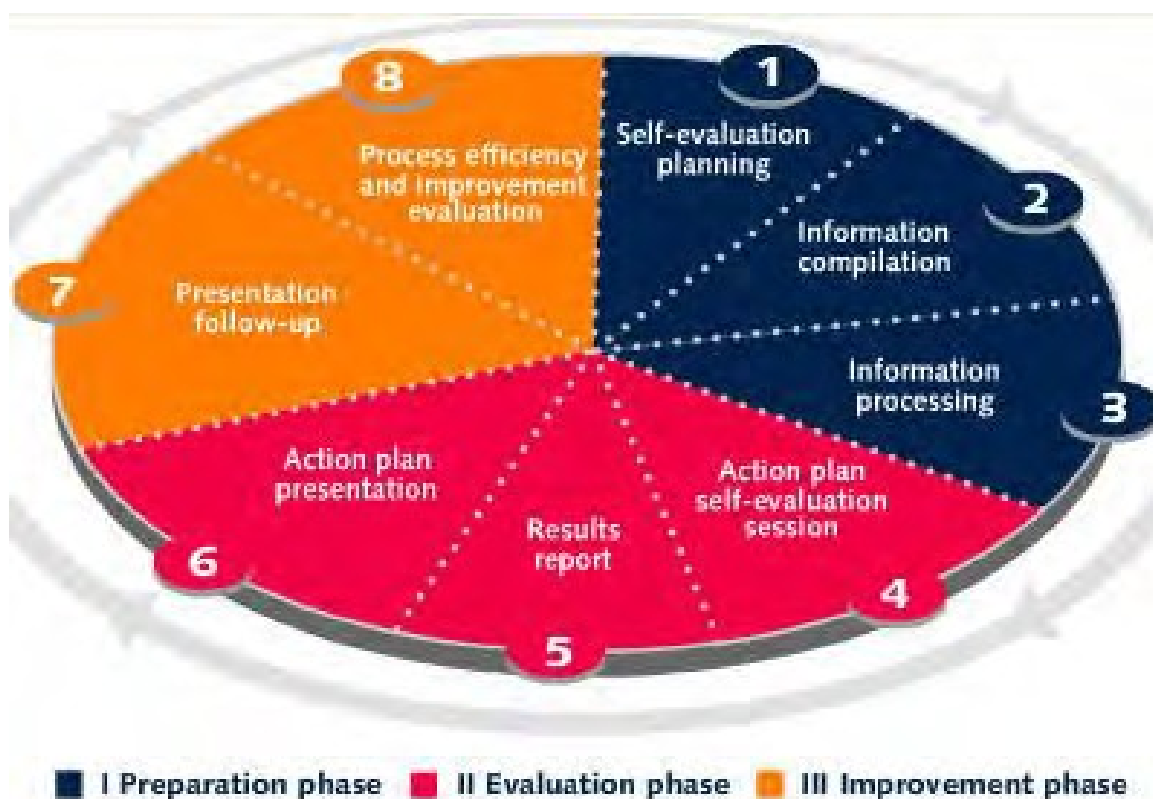 1
Self-evaluation
planning
2
Information
compilation
3
Information
processing
4
Action plan
self-evaluation
session
5
Results
report
6
Action plan
presentation
7
Presentation
follow-up
8
Process efficiency
and improvement
evaluation
I Preparation phase II Evaluation phase III Improvement phase